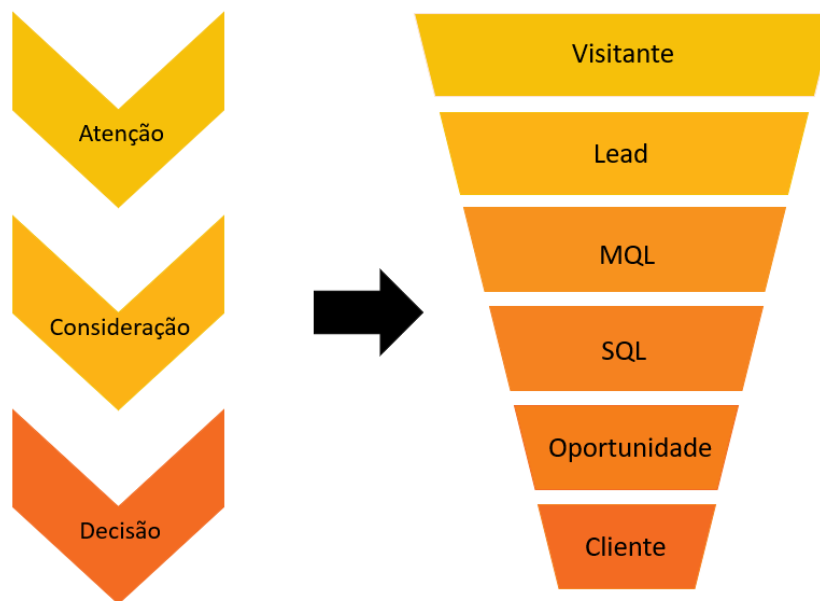 Atenção
Consideração
Decisão
Visitante
Lead
MQL
SQL
Oportunidade
Cliente